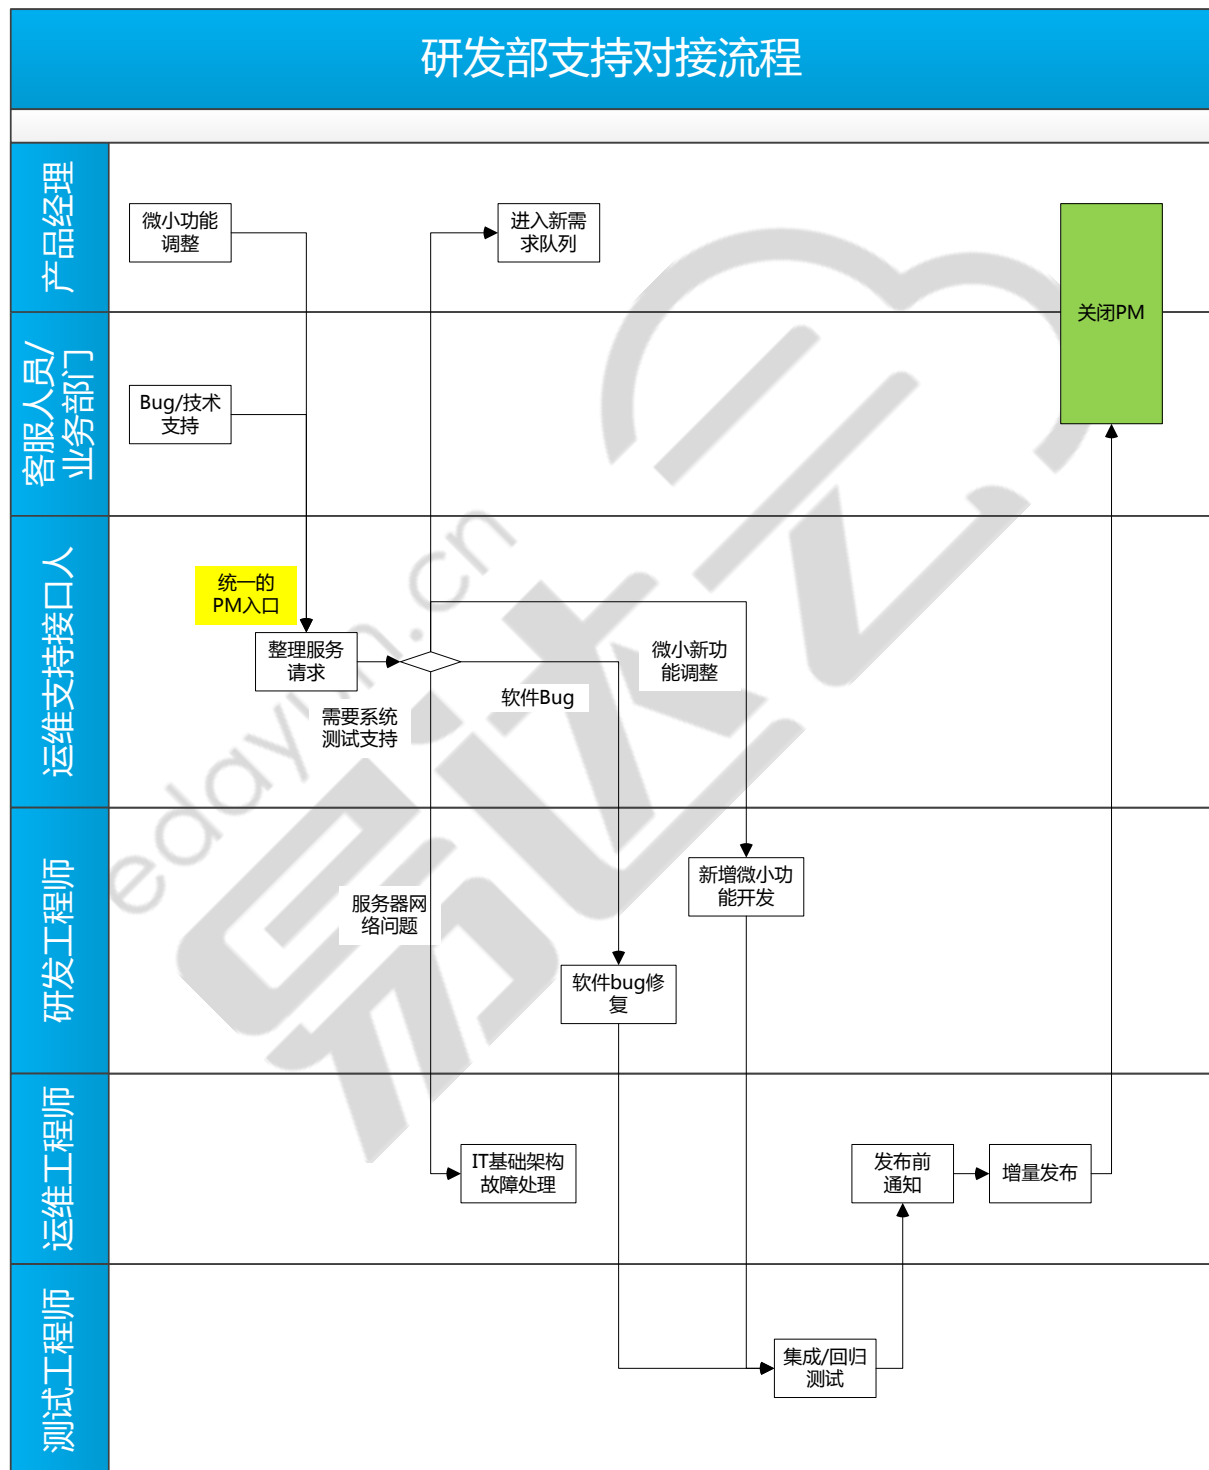 研发部支持对接流程
产品经理
微小功能
调整
进入新需
求队列
关闭PM
客服人员/
业务部门
Bug/技术
支持
运维支持接口人
统一的
PM入口
整理服务
请求
需要系统
测试支持
软件Bug
微小新功
能调整
研发工程师
新增微小功
能开发
服务器网
络问题
软件bug修
复
运维工程师
IT基础架构
故障处理
发布前
通知
增量发布
测试工程师
集成/回归
测试
易达云
edayun.cn